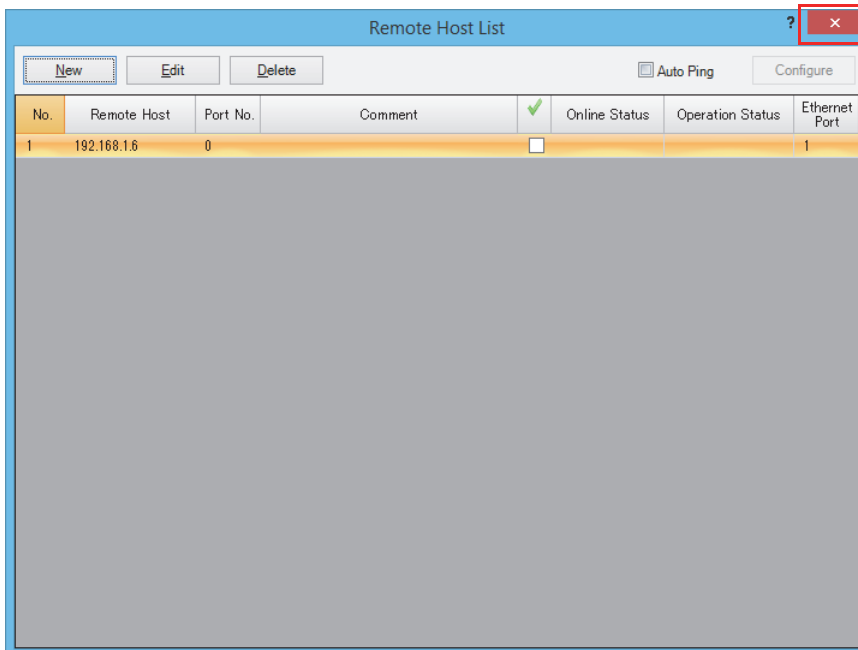 Remote Host List ? ×
New Edit Delete Auto Ping Configure
No. Remote Host Port No. Comment Online Status Operation Status Ethernet Port
1 192.168.1.6 0 1